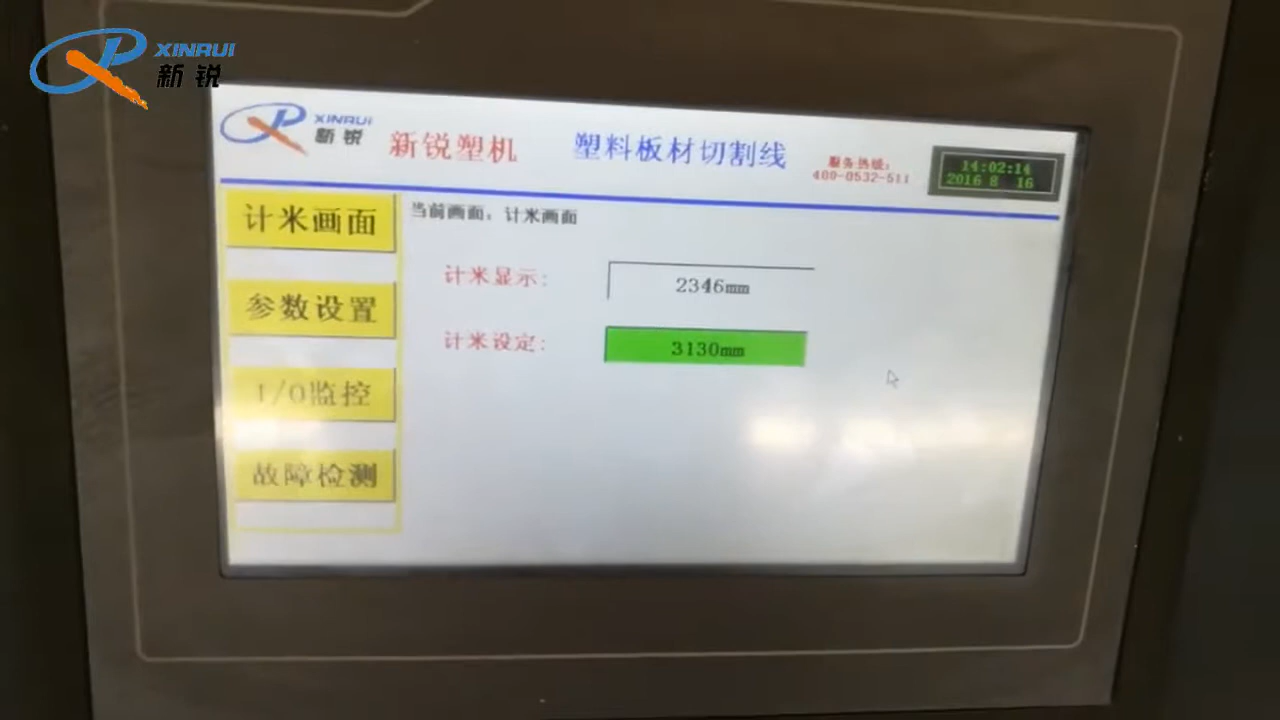 XINRUI
新锐
XINRUI
新锐
新锐塑机
塑料板材切割线
服务热线:
400-0532-511
14:02:14
2016 8 16
计米画面
当前画面: 计米画面
计米显示:
2346mm
参数设置
计米设定:
3130mm
I/O监控
故障检测